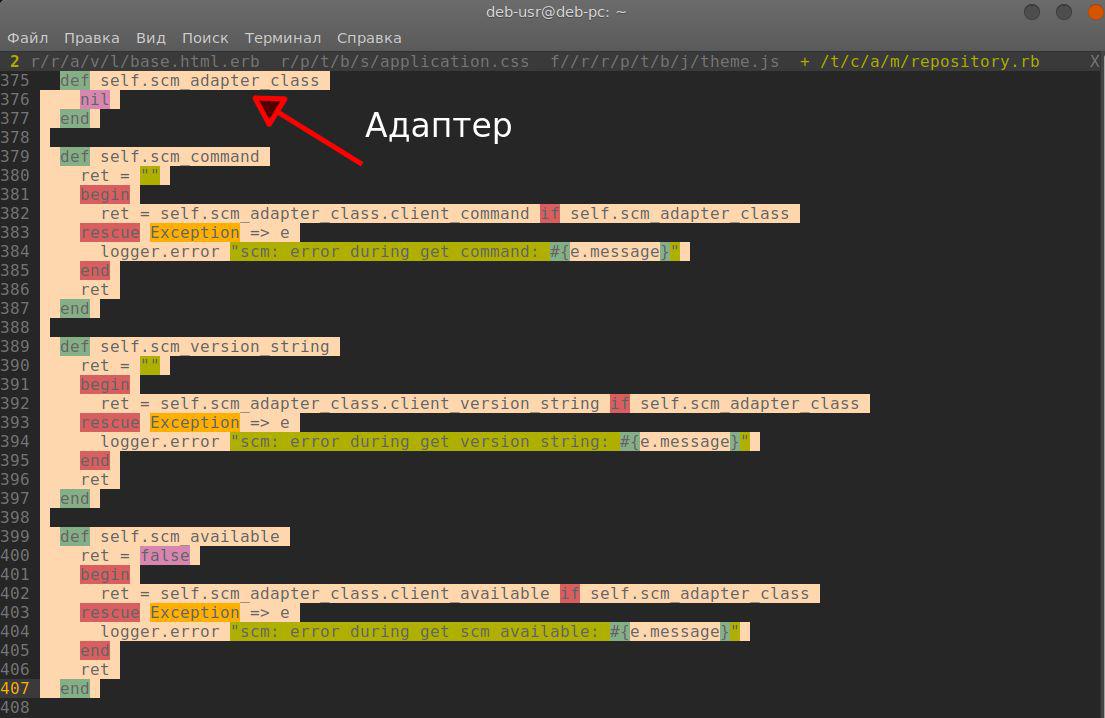 deb-usr@deb-pc: ~
Файл Правка Вид Поиск Терминал Справка
2 r/r/a/v/l/base.html.erb r/p/t/b/s/application.css f//r/r/p/t/b/j/theme.js + /t/c/a/m/repository.rb X
375 def self.scm_adapter_class
376 nil
377 end
Адаптер
378
379 def self.scm_command
380 ret = ""
381 begin
382 ret = self.scm_adapter_class.client_command if self.scm_adapter_class
383 rescue Exception => e
384 logger.error "scm: error during get command: #{e.message}"
385 end
386 ret
387 end
388
389 def self.scm_version_string
390 ret = ""
391 begin
392 ret = self.scm_adapter_class.client_version_string if self.scm_adapter_class
393 rescue Exception => e
394 logger.error "scm: error during get version string: #{e.message}"
395 end
396 ret
397 end
398
399 def self.scm_available
400 ret = false
401 begin
402 ret = self.scm_adapter_class.client_available if self.scm_adapter_class
403 rescue Exception => e
404 logger.error "scm: error during get scm available: #{e.message}"
405 end
406 ret
407 end
408